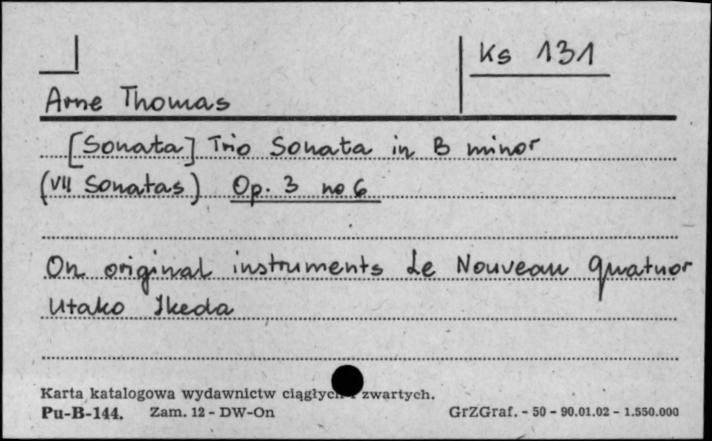 Ks 131
Arne Thomas
[Sonata] Trio Sonata in B minor
(VII Sonatas) Op. 3 no 6
On original instruments Le Nouveau Quatuor
Utako Ikeda
Karta katalogowa wydawnictw ciągłych i zwartych.
Pu-B-144. Zam. 12 - DW-On GrZGraf. - 50 - 90.01.02 - 1.550.000